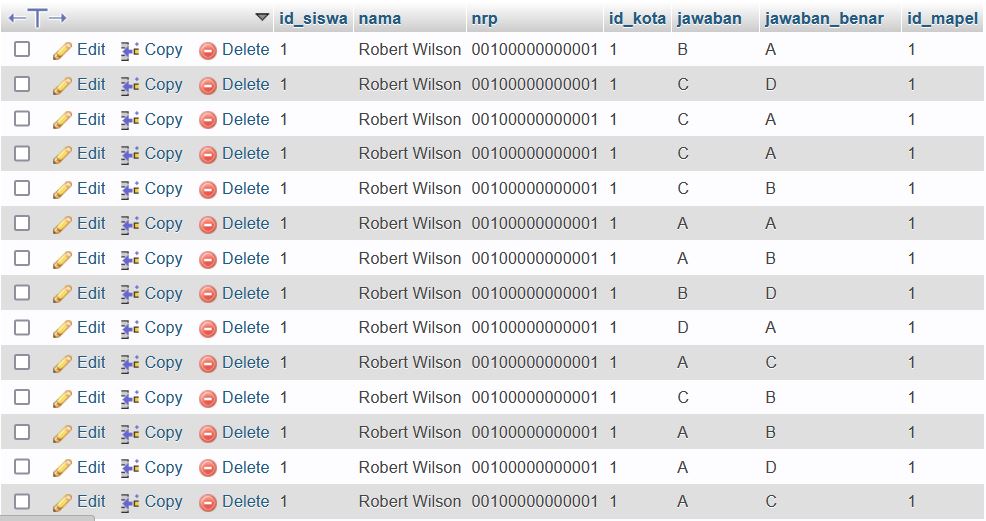 id_siswa nama nrp id_kota jawaban jawaban_benar id_mapel
Edit Copy Delete 1 Robert Wilson 00100000000001 1 B A 1
Edit Copy Delete 1 Robert Wilson 00100000000001 1 C D 1
Edit Copy Delete 1 Robert Wilson 00100000000001 1 C A 1
Edit Copy Delete 1 Robert Wilson 00100000000001 1 C A 1
Edit Copy Delete 1 Robert Wilson 00100000000001 1 C B 1
Edit Copy Delete 1 Robert Wilson 00100000000001 1 A A 1
Edit Copy Delete 1 Robert Wilson 00100000000001 1 A B 1
Edit Copy Delete 1 Robert Wilson 00100000000001 1 B D 1
Edit Copy Delete 1 Robert Wilson 00100000000001 1 D A 1
Edit Copy Delete 1 Robert Wilson 00100000000001 1 A C 1
Edit Copy Delete 1 Robert Wilson 00100000000001 1 C B 1
Edit Copy Delete 1 Robert Wilson 00100000000001 1 A B 1
Edit Copy Delete 1 Robert Wilson 00100000000001 1 A D 1
Edit Copy Delete 1 Robert Wilson 00100000000001 1 A C 1